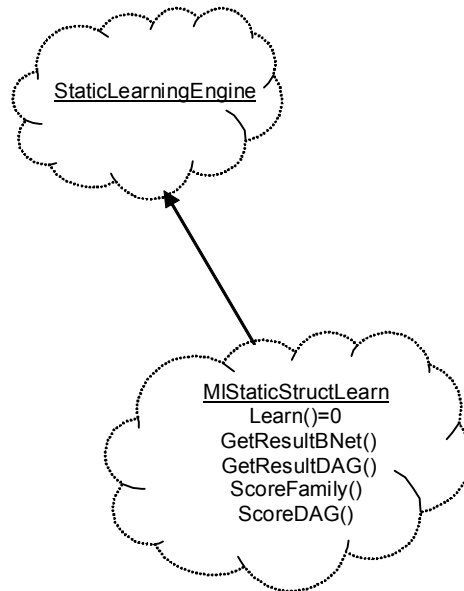 StaticLearningEngine
MlStaticStructLearn
Learn()=0
GetResultBNet()
GetResultDAG()
ScoreFamily()
ScoreDAG()